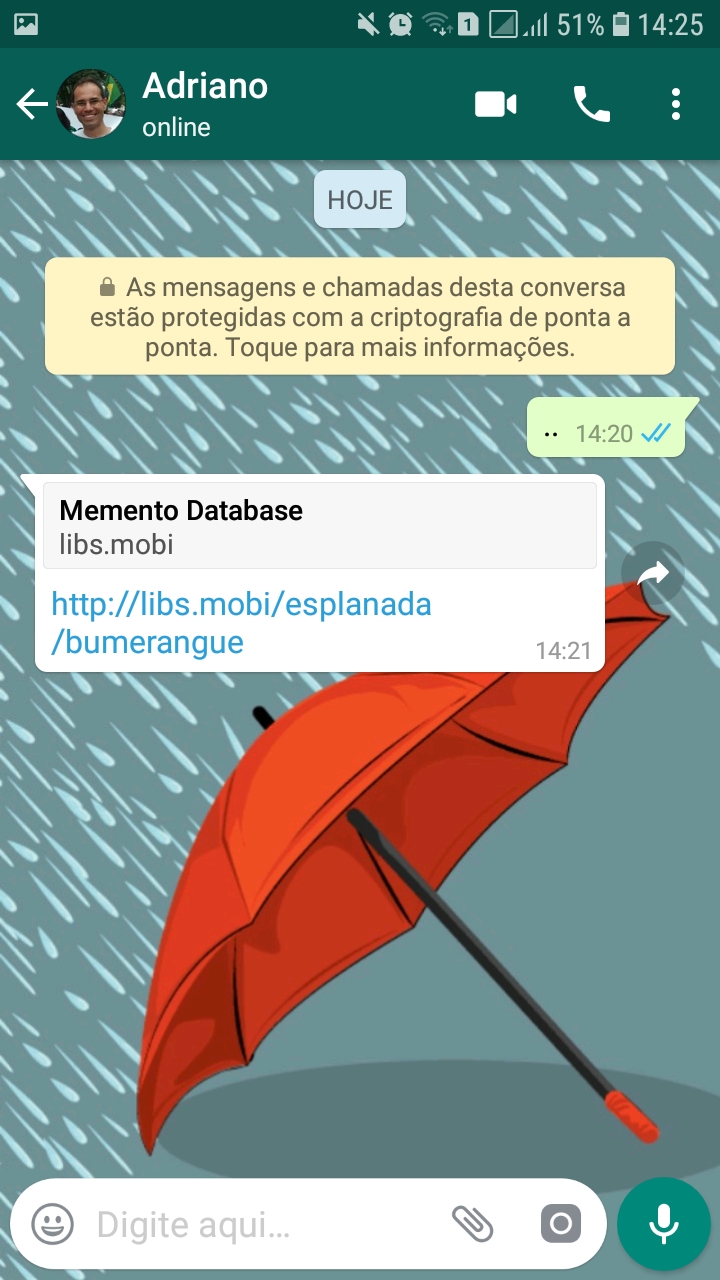 1 51% 14:25
Adriano
online
HOJE
As mensagens e chamadas desta conversa
estão protegidas com a criptografia de ponta a
ponta. Toque para mais informações.
.. 14:20
Memento Database
libs.mobi
http://libs.mobi/esplanada
/bumerangue
14:21
Digite aqui...